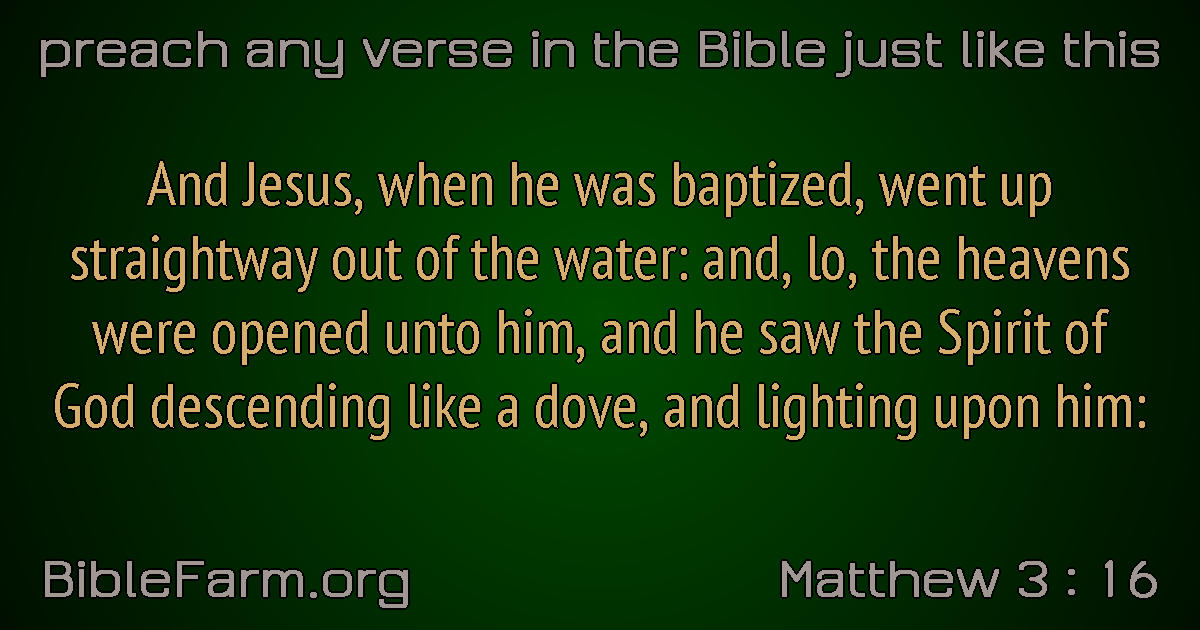 preach any verse in the Bible just like this
And Jesus, when he was baptized, went up
straightway out of the water: and, lo, the heavens
were opened unto him, and he saw the Spirit of
God descending like a dove, and lighting upon him:
BibleFarm.org
Matthew 3 : 16